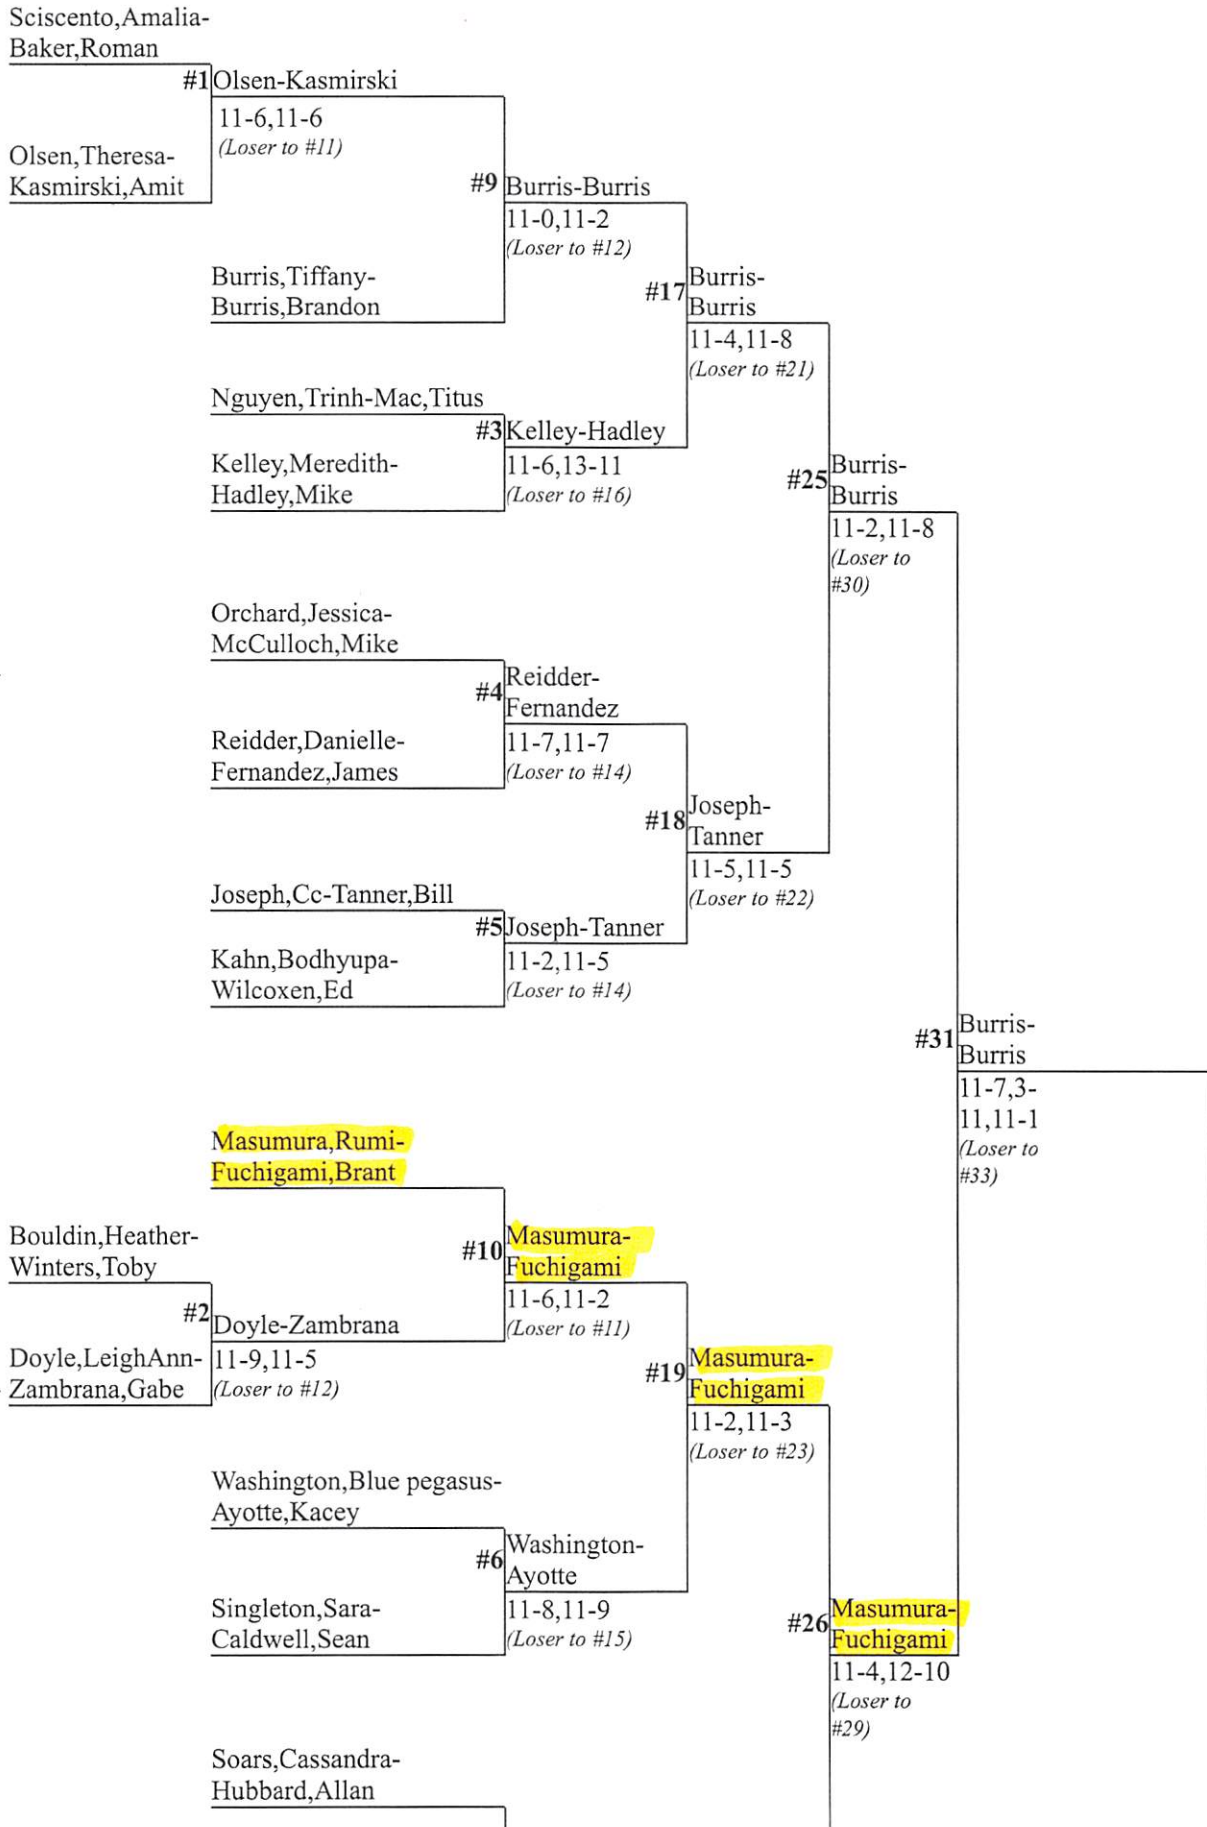 Sciscento,Amalia-
Baker,Roman
#1 Olsen-Kasmirski
11-6,11-6
(Loser to #11)
Olsen,Theresa-
Kasmirski,Amit
#9 Burris-Burris
11-0,11-2
(Loser to #12)
Burris,Tiffany-
Burris,Brandon
#17 Burris-
Burris
11-4,11-8
(Loser to #21)
Nguyen,Trinh-Mac,Titus
#3 Kelley-Hadley
11-6,13-11
(Loser to #16)
Kelley,Meredith-
Hadley,Mike
#25 Burris-
Burris
11-2,11-8
(Loser to
#30)
Orchard,Jessica-
McCulloch,Mike
#4 Reidder-
Fernandez
11-7,11-7
(Loser to #14)
Reidder,Danielle-
Fernandez,James
#18 Joseph-
Tanner
11-5,11-5
(Loser to #22)
Joseph,Cc-Tanner,Bill
#5 Joseph-Tanner
11-2,11-5
(Loser to #14)
Kahn,Bodhyupa-
Wilcoxen,Ed
#31 Burris-
Burris
11-7,3-
11,11-1
(Loser to
#33)
Masumura,Rumi-
Fuchigami,Brant
#10 Masumura-
Fuchigami
11-6,11-2
(Loser to #11)
Bouldin,Heather-
Winters,Toby
#2 Doyle-Zambrana
11-9,11-5
(Loser to #12)
Doyle,LeighAnn-
Zambrana,Gabe
#19 Masumura-
Fuchigami
11-2,11-3
(Loser to #23)
Washington,Blue pegasus-
Ayotte,Kacey
#6 Washington-
Ayotte
11-8,11-9
(Loser to #15)
Singleton,Sara-
Caldwell,Sean
#26 Masumura-
Fuchigami
11-4,12-10
(Loser to
#29)
Soars,Cassandra-
Hubbard,Allan